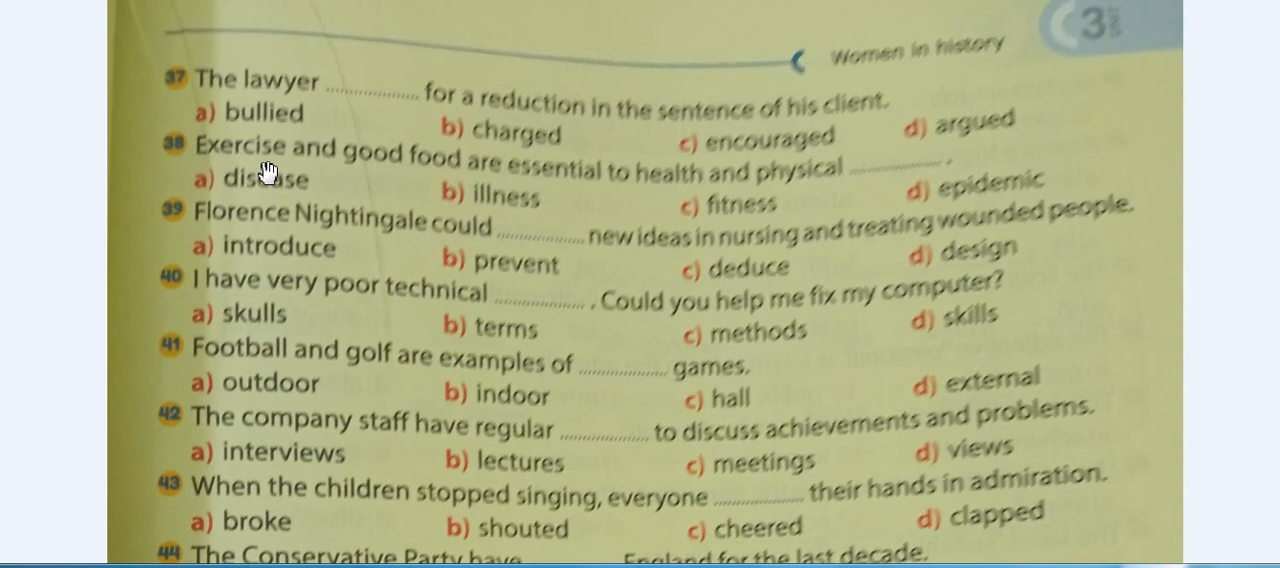 3
Women in history
37 The lawyer .................. for a reduction in the sentence of his client.
a) bullied b) charged c) encouraged d) argued
38 Exercise and good food are essential to health and physical .................. .
a) disease b) illness c) fitness d) epidemic
39 Florence Nightingale could .................. new ideas in nursing and treating wounded people.
a) introduce b) prevent c) deduce d) design
40 I have very poor technical .................. . Could you help me fix my computer?
a) skulls b) terms c) methods d) skills
41 Football and golf are examples of .................. games.
a) outdoor b) indoor c) hall d) external
42 The company staff have regular .................. to discuss achievements and problems.
a) interviews b) lectures c) meetings d) views
43 When the children stopped singing, everyone .................. their hands in admiration.
a) broke b) shouted c) cheered d) clapped
44 The Conservative Party have England for the last decade.